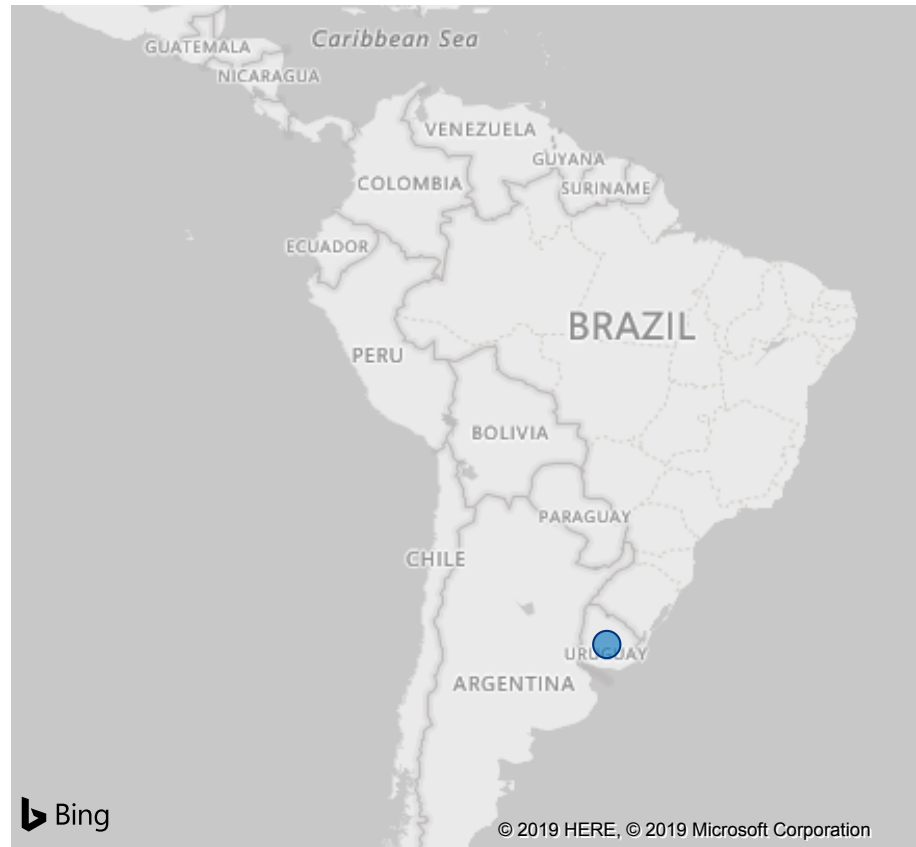 Caribbean Sea
GUATEMALA
NICARAGUA
VENEZUELA
GUYANA
COLOMBIA
SURINAME
ECUADOR
BRAZIL
PERU
BOLIVIA
PARAGUAY
CHILE
URUGUAY
ARGENTINA
Bing
© 2019 HERE, © 2019 Microsoft Corporation